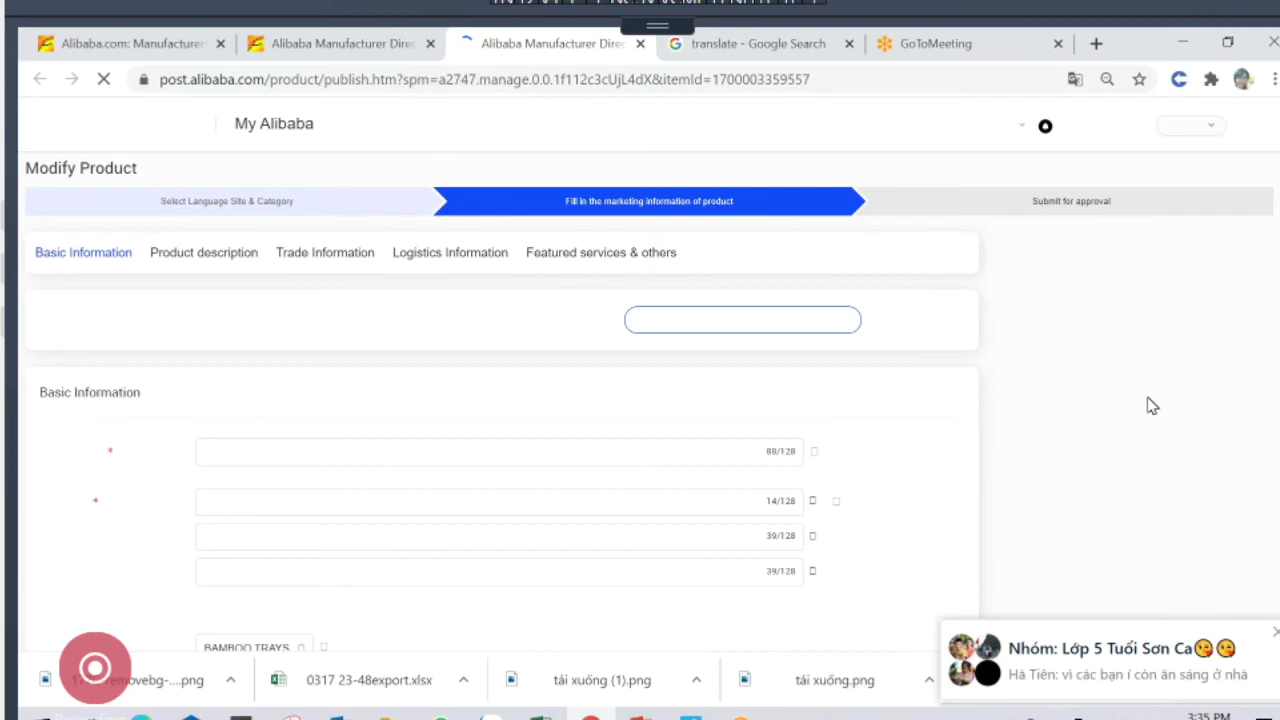 Alibaba.com: Manufacturer
Alibaba Manufacturer Direc
Alibaba Manufacturer Direc
translate - Google Search
GoToMeeting
post.alibaba.com/product/publish.htm?spm=a2747.manage.0.0.1f112c3cUjL4dX&itemId=1700003359557
My Alibaba
Modify Product
Select Language Site & Category
Fill in the marketing information of product
Submit for approval
Basic Information
Product description
Trade Information
Logistics Information
Featured services & others
Basic Information
* 88/128
* 14/128
39/128
39/128
BAMBOO TRAYS
Nhóm: Lớp 5 Tuổi Sơn Ca😘😘
Hà Tiên: vì các bạn í còn ăn sáng ở nhà
removebg-....png
0317 23-48export.xlsx
tải xuống (1).png
tải xuống.png
3:35 PM